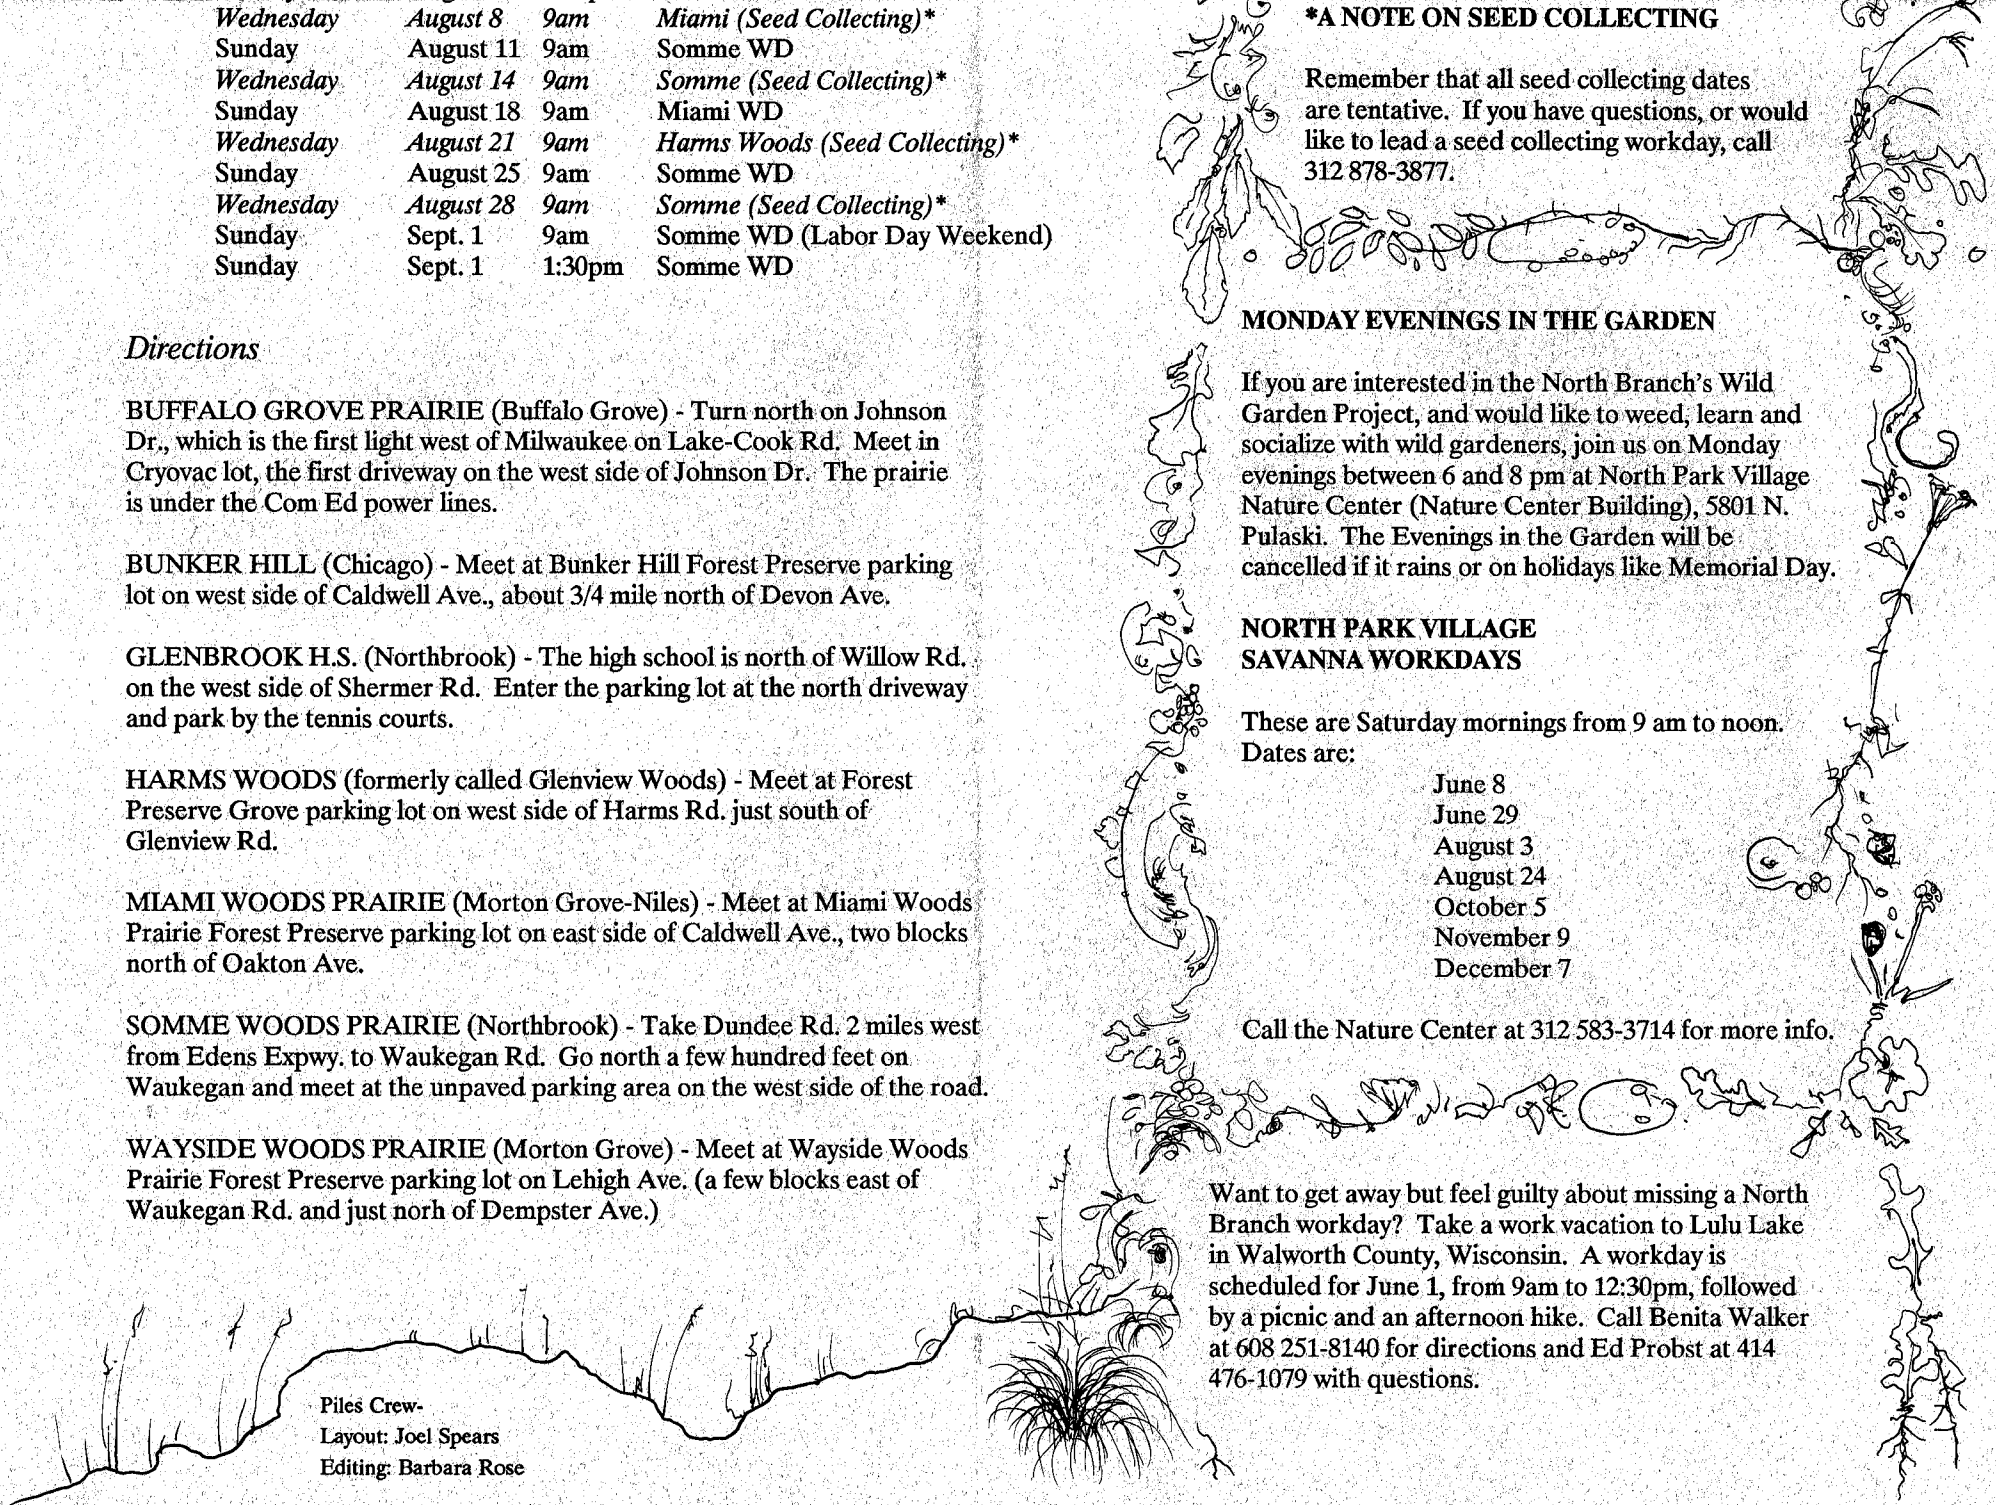 Wednesday August 8 9am Miami (Seed Collecting)*
Sunday August 11 9am Somme WD
Wednesday August 14 9am Somme (Seed Collecting)*
Sunday August 18 9am Miami WD
Wednesday August 21 9am Harms Woods (Seed Collecting)*
Sunday August 25 9am Somme WD
Wednesday August 28 9am Somme (Seed Collecting)*
Sunday Sept. 1 9am Somme WD (Labor Day Weekend)
Sunday Sept. 1 1:30pm Somme WD
Directions
BUFFALO GROVE PRAIRIE (Buffalo Grove) - Turn north on Johnson
Dr., which is the first light west of Milwaukee on Lake-Cook Rd. Meet in
Cryovac lot, the first driveway on the west side of Johnson Dr. The prairie
is under the Com Ed power lines.
BUNKER HILL (Chicago) - Meet at Bunker Hill Forest Preserve parking
lot on west side of Caldwell Ave., about 3/4 mile north of Devon Ave.
GLENBROOK H.S. (Northbrook) - The high school is north of Willow Rd.
on the west side of Shermer Rd. Enter the parking lot at the north driveway
and park by the tennis courts.
HARMS WOODS (formerly called Glenview Woods) - Meet at Forest
Preserve Grove parking lot on west side of Harms Rd. just south of
Glenview Rd.
MIAMI WOODS PRAIRIE (Morton Grove-Niles) - Meet at Miami Woods
Prairie Forest Preserve parking lot on east side of Caldwell Ave., two blocks
north of Oakton Ave.
SOMME WOODS PRAIRIE (Northbrook) - Take Dundee Rd. 2 miles west
from Edens Expwy. to Waukegan Rd. Go north a few hundred feet on
Waukegan and meet at the unpaved parking area on the west side of the road.
WAYSIDE WOODS PRAIRIE (Morton Grove) - Meet at Wayside Woods
Prairie Forest Preserve parking lot on Lehigh Ave. (a few blocks east of
Waukegan Rd. and just norh of Dempster Ave.)
Piles Crew-
Layout: Joel Spears
Editing: Barbara Rose
*A NOTE ON SEED COLLECTING
Remember that all seed collecting dates
are tentative. If you have questions, or would
like to lead a seed collecting workday, call
312 878-3877.
MONDAY EVENINGS IN THE GARDEN
If you are interested in the North Branch's Wild
Garden Project, and would like to weed, learn and
socialize with wild gardeners, join us on Monday
evenings between 6 and 8 pm at North Park Village
Nature Center (Nature Center Building), 5801 N.
Pulaski. The Evenings in the Garden will be
cancelled if it rains or on holidays like Memorial Day.
NORTH PARK VILLAGE
SAVANNA WORKDAYS
These are Saturday mornings from 9 am to noon.
Dates are:
June 8
June 29
August 3
August 24
October 5
November 9
December 7
Call the Nature Center at 312 583-3714 for more info.
Want to get away but feel guilty about missing a North
Branch workday? Take a work vacation to Lulu Lake
in Walworth County, Wisconsin. A workday is
scheduled for June 1, from 9am to 12:30pm, followed
by a picnic and an afternoon hike. Call Benita Walker
at 608 251-8140 for directions and Ed Probst at 414
476-1079 with questions.